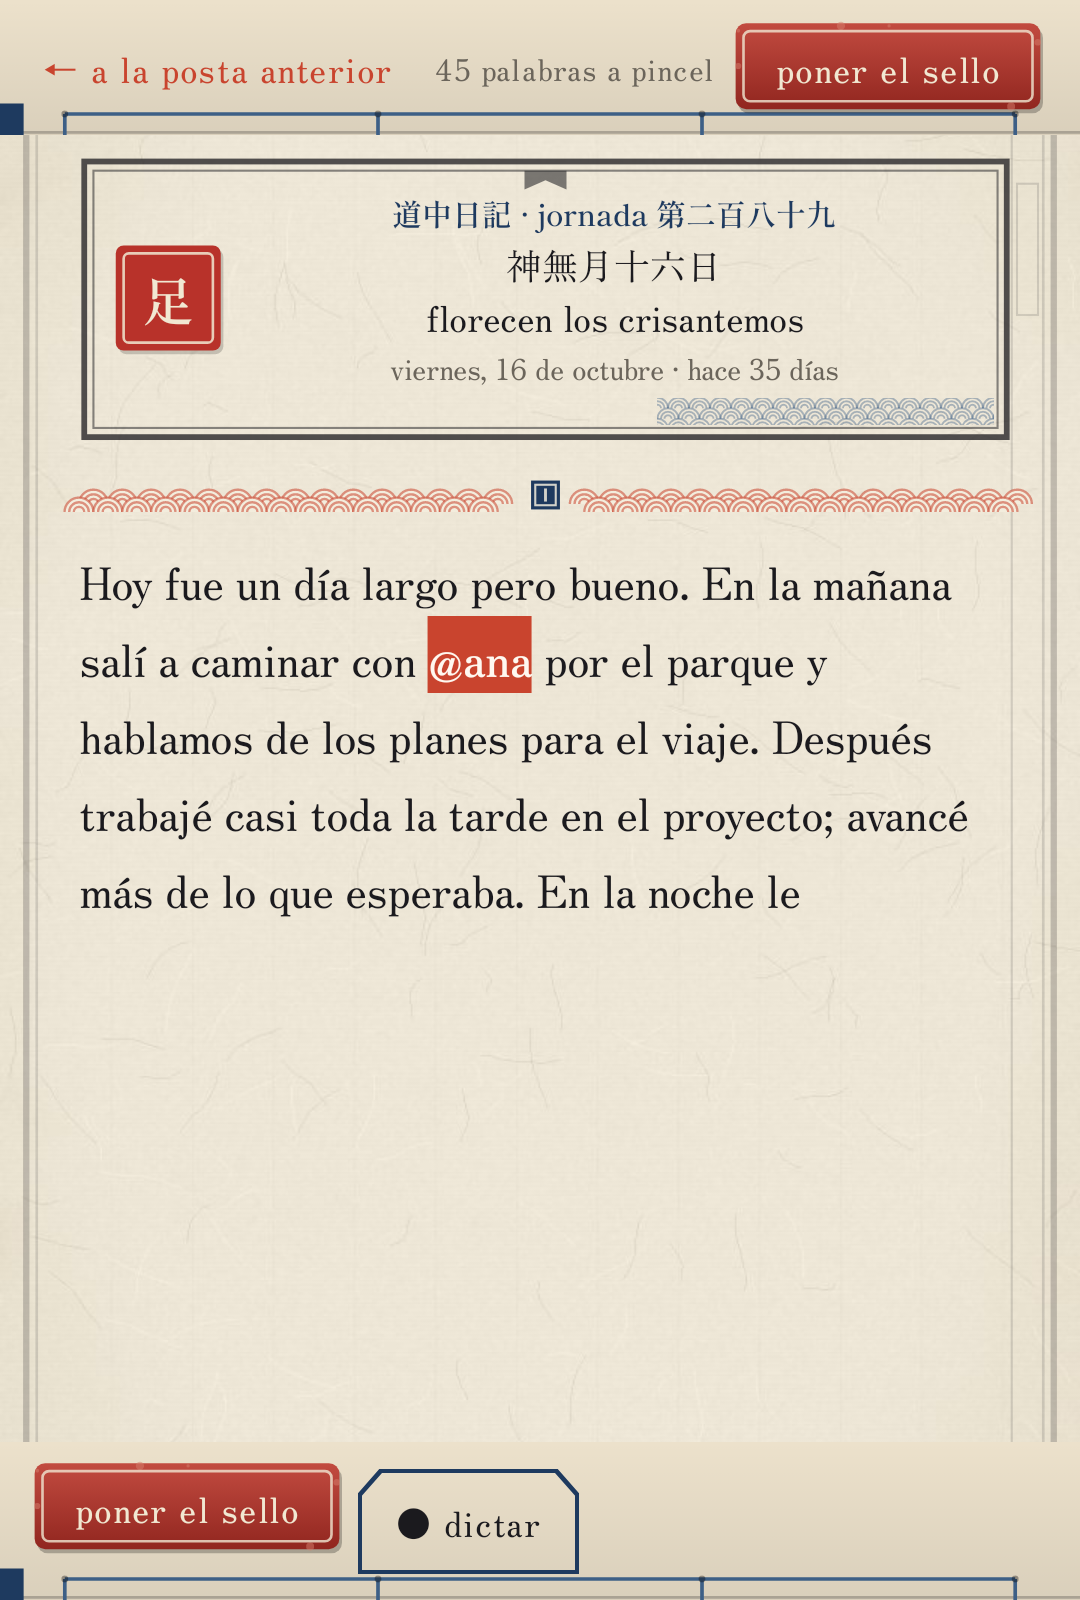 ← a la posta anterior
45 palabras a pincel
poner el sello
道中日記 · jornada 第二百八十九
神無月十六日
足
florecen los crisantemos
viernes, 16 de octubre · hace 35 días
Hoy fue un día largo pero bueno. En la mañana
salí a caminar con @ana por el parque y
hablamos de los planes para el viaje. Después
trabajé casi toda la tarde en el proyecto; avancé
más de lo que esperaba. En la noche le
poner el sello
dictar